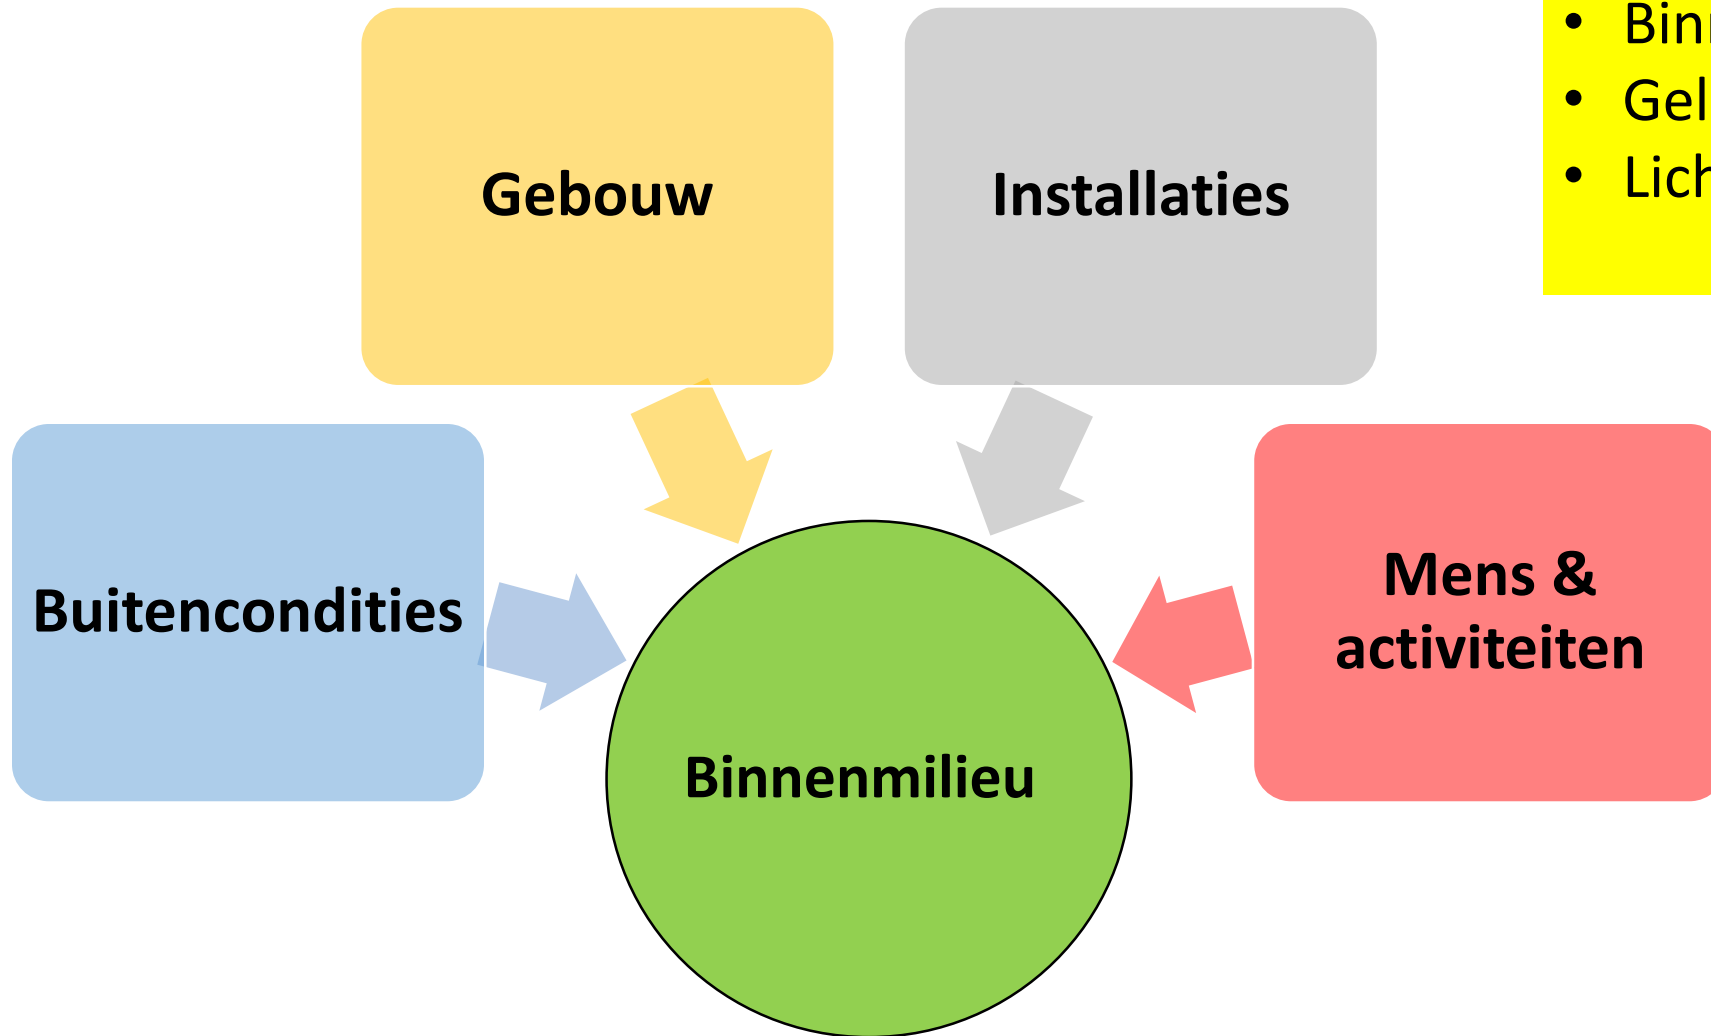 Gebouw
Installaties
Buitencondities
Mens &
activiteiten
Binnenmilieu